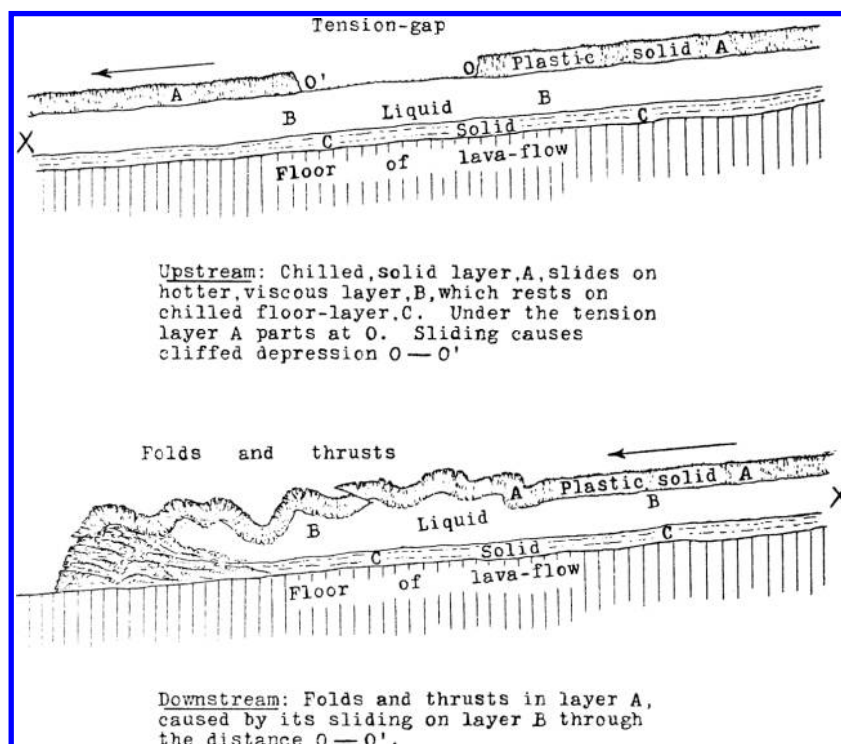 Tension-gap
O Plastic solid A
A O'
B Liquid B
X
C Solid C
Floor of lava-flow
Upstream: Chilled,solid layer,A,slides on
hotter,viscous layer,B,which rests on
chilled floor-layer,C. Under the tension
layer A parts at O. Sliding causes
cliffed depression O — O'
Folds and thrusts
A Plastic solid A
B
X
B Liquid
C Solid C
Floor of lava-flow
Downstream: Folds and thrusts in layer A,
caused by its sliding on layer B through
the distance O — O'.